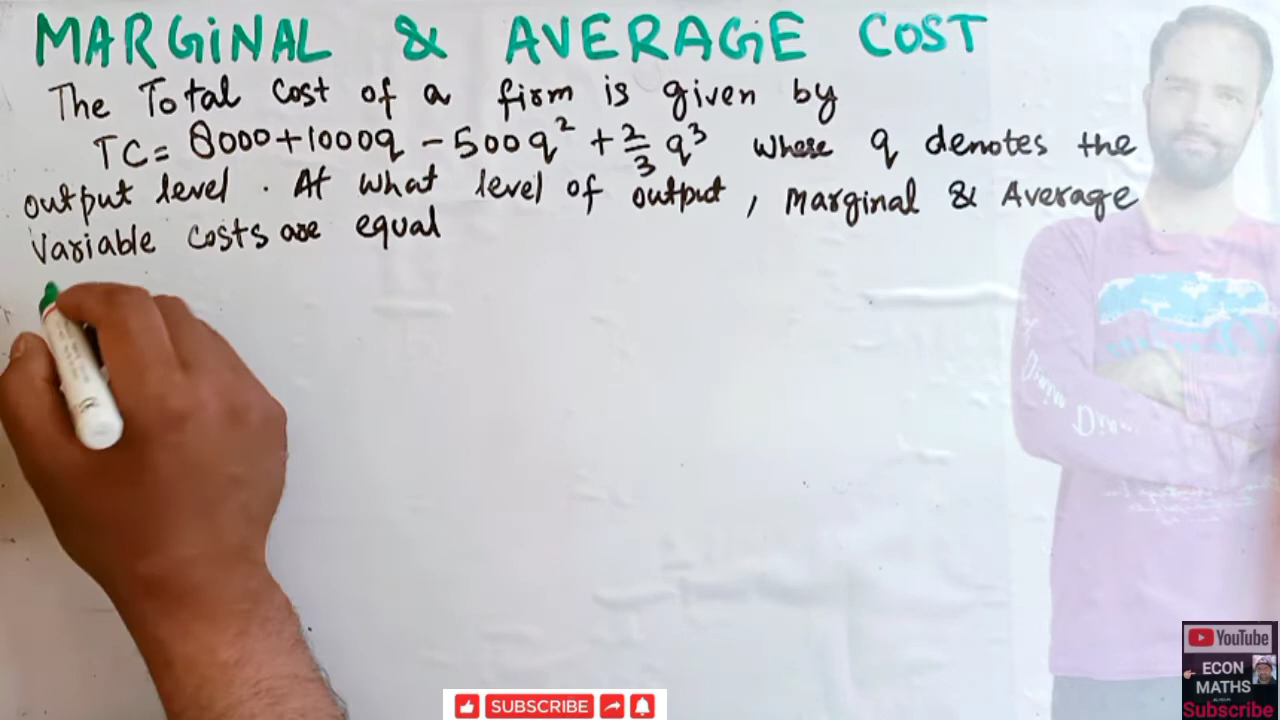 MARGiNAL & AVERAGE COST
The Total Cost of a firm is given by
TC = 8000+1000q - 500q² + 2/3 q³ where q denotes the
output level. At what level of output, Marginal & Average
Variable costs are equal
YouTube
ECON
MATHS
Subscribe
SUBSCRIBE